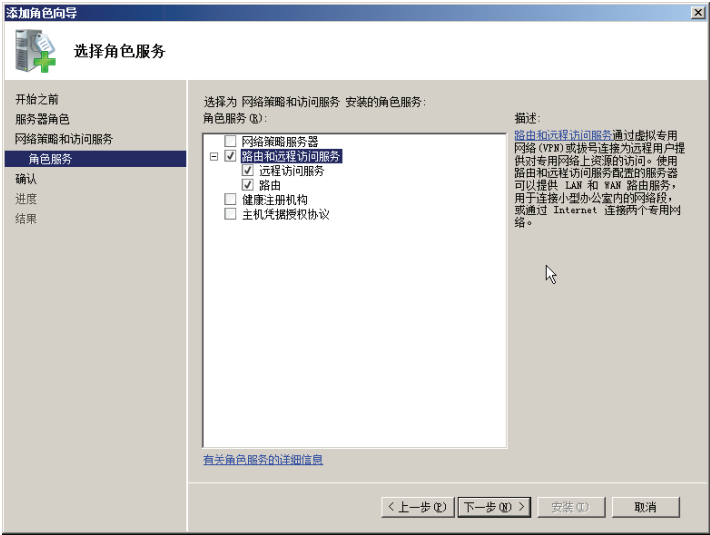 添加角色向导
选择角色服务
开始之前
服务器角色
网络策略和访问服务
角色服务
确认
进度
结果
选择为 网络策略和访问服务 安装的角色服务:
角色服务(R):
网络策略服务器
路由和远程访问服务
远程访问服务
路由
健康注册机构
主机凭据授权协议
有关角色服务的详细信息
描述:
路由和远程访问服务通过虚拟专用
网络(VPN)或拔号连接为远程用户提
供对专用网络上资源的访问。使用
路由和远程访问服务配置的服务器
可以提供 LAN 和 WAN 路由服务,
用于连接小型办公室内的网络段,
或通过 Internet 连接两个专用网
络。
< 上一步(P)
下一步(N) >
安装(I)
取消